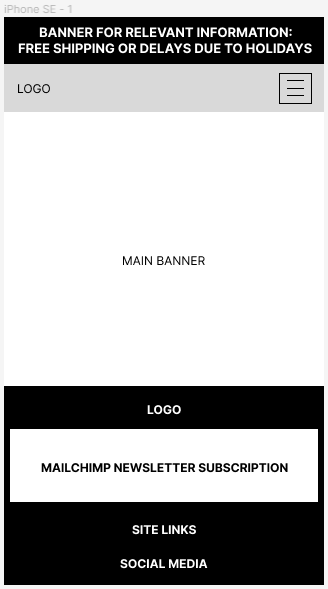 iPhone SE - 1
BANNER FOR RELEVANT INFORMATION:
FREE SHIPPING OR DELAYS DUE TO HOLIDAYS
LOGO
MAIN BANNER
LOGO
MAILCHIMP NEWSLETTER SUBSCRIPTION
SITE LINKS
SOCIAL MEDIA